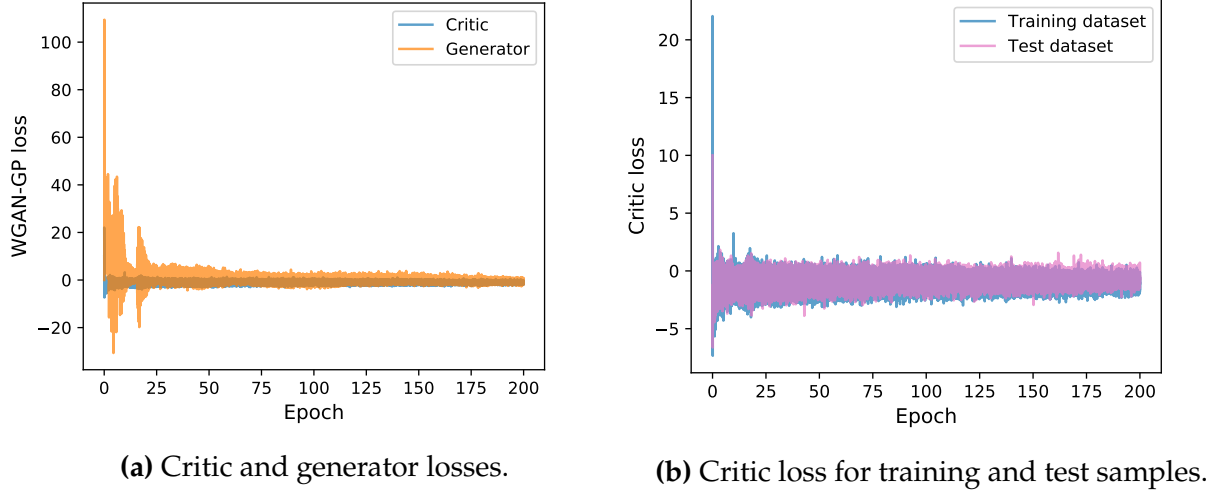 Critic
Generator
100
80
60
40
20
0
−20
WGAN-GP loss
0 25 50 75 100 125 150 175 200
Epoch
(a) Critic and generator losses.
Training dataset
Test dataset
20
15
10
5
0
−5
Critic loss
0 25 50 75 100 125 150 175 200
Epoch
(b) Critic loss for training and test samples.